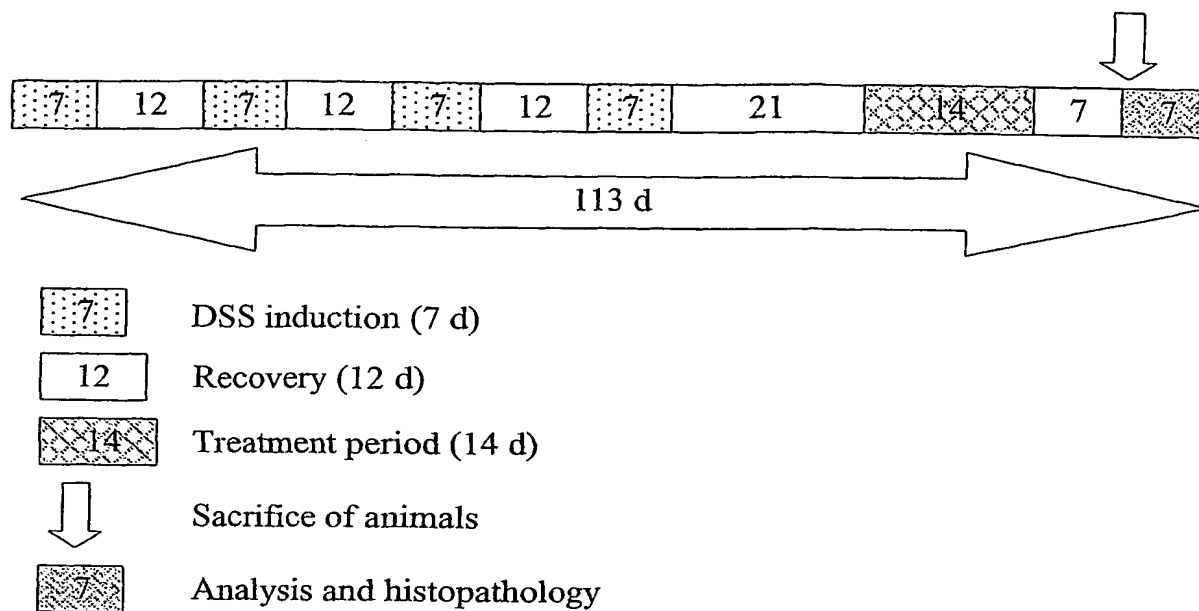 7 12 7 12 7 12 7 21 14 7 7
113 d
7 DSS induction (7 d)
12 Recovery (12 d)
14 Treatment period (14 d)
Sacrifice of animals
7 Analysis and histopathology